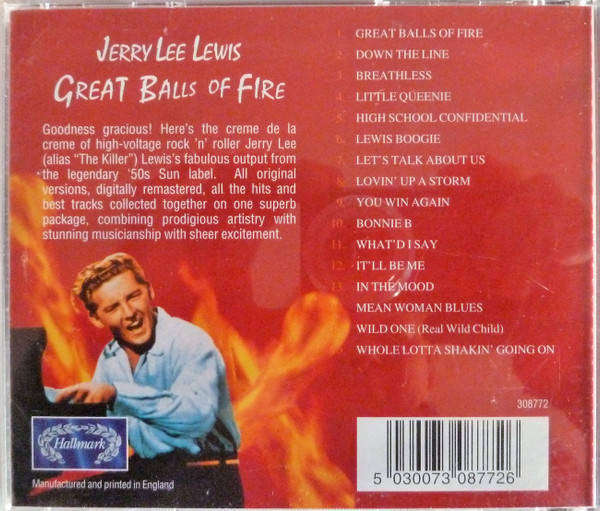 JERRY LEE LEWIS
GREAT BALLS OF FIRE
Goodness gracious! Here's the creme de la
creme of high-voltage rock 'n' roller Jerry Lee
(alias "The Killer") Lewis's fabulous output from
the legendary '50s Sun label. All original
versions, digitally remastered, all the hits and
best tracks collected together on one superb
package, combining prodigious artistry with
stunning musicianship with sheer excitement.
1. GREAT BALLS OF FIRE
2. DOWN THE LINE
3. BREATHLESS
4. LITTLE QUEENIE
5. HIGH SCHOOL CONFIDENTIAL
6. LEWIS BOOGIE
7. LET'S TALK ABOUT US
8. LOVIN' UP A STORM
9. YOU WIN AGAIN
10. BONNIE B
11. WHAT'D I SAY
12. IT'LL BE ME
13. IN THE MOOD
MEAN WOMAN BLUES
WILD ONE (Real Wild Child)
WHOLE LOTTA SHAKIN' GOING ON
308772
5 030073 087726
Hallmark
Manufactured and printed in England